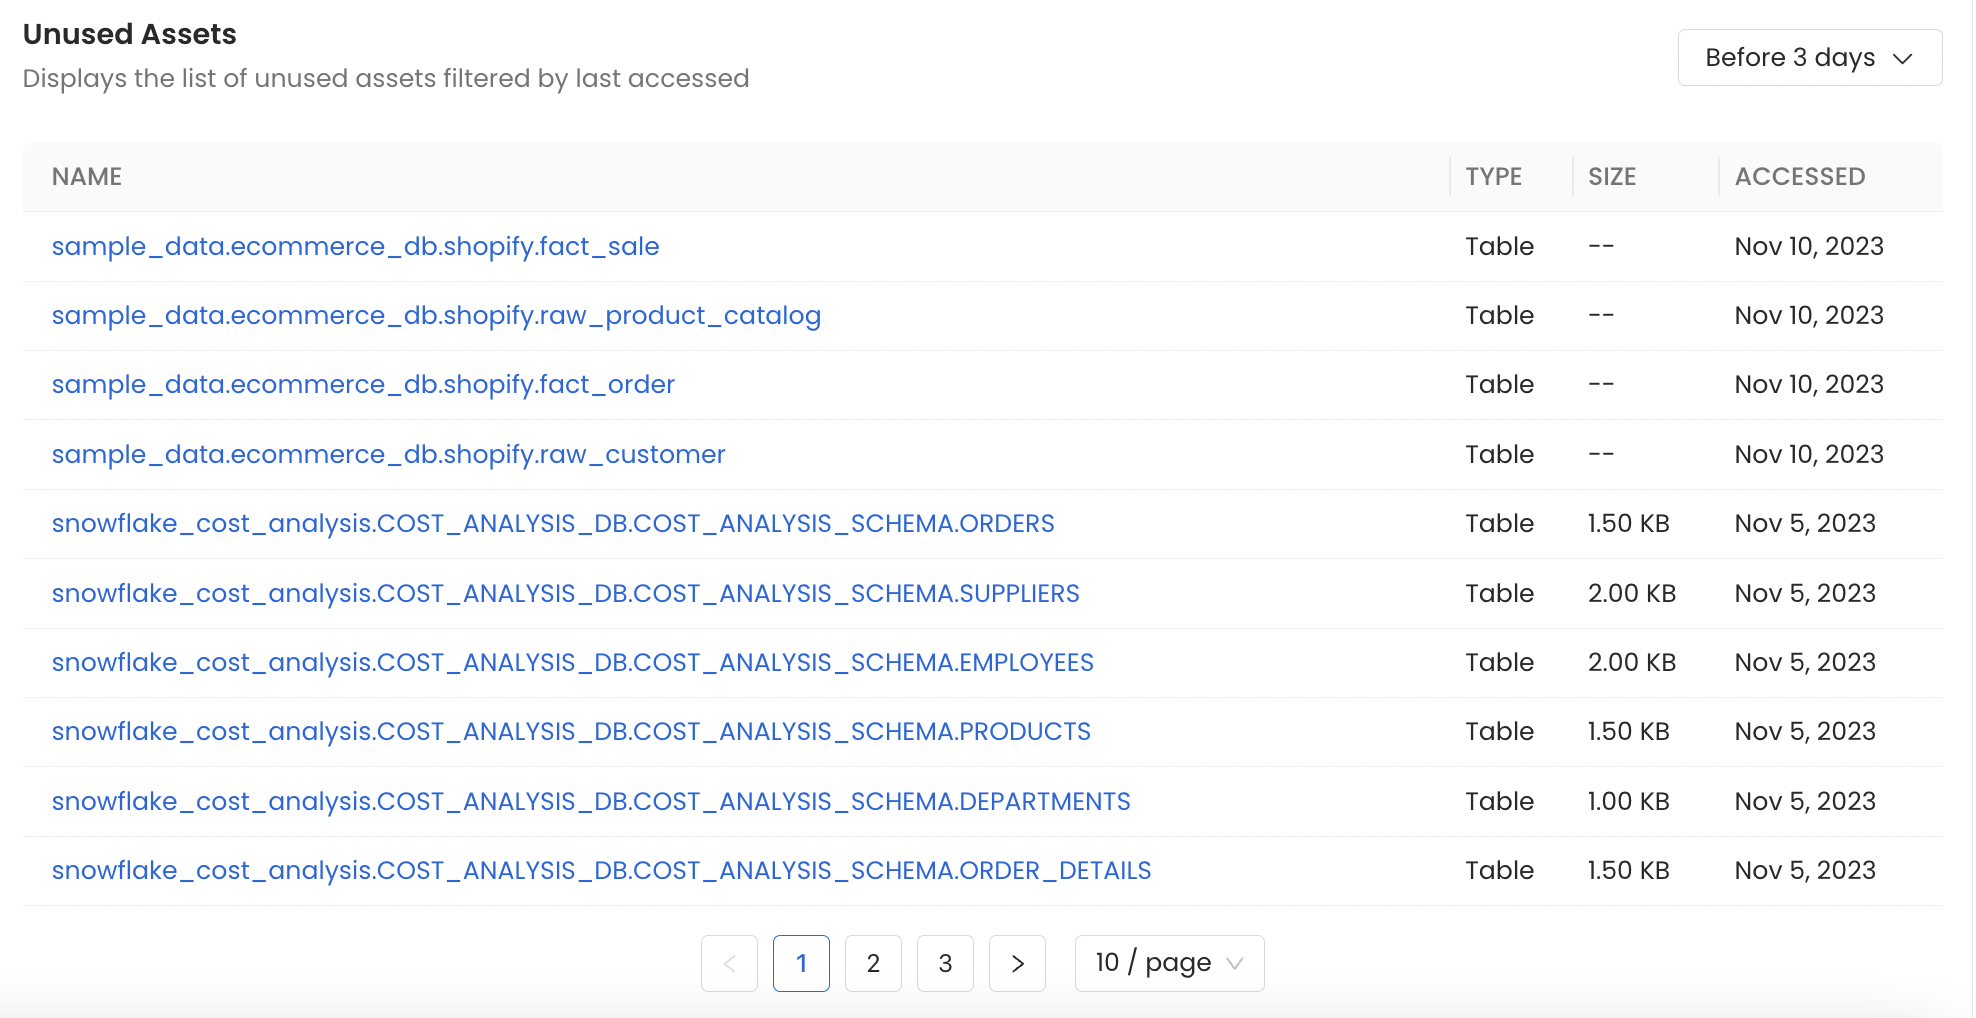 Unused Assets
Displays the list of unused assets filtered by last accessed
Before 3 days
NAME TYPE SIZE ACCESSED
sample_data.ecommerce_db.shopify.fact_sale Table -- Nov 10, 2023
sample_data.ecommerce_db.shopify.raw_product_catalog Table -- Nov 10, 2023
sample_data.ecommerce_db.shopify.fact_order Table -- Nov 10, 2023
sample_data.ecommerce_db.shopify.raw_customer Table -- Nov 10, 2023
snowflake_cost_analysis.COST_ANALYSIS_DB.COST_ANALYSIS_SCHEMA.ORDERS Table 1.50 KB Nov 5, 2023
snowflake_cost_analysis.COST_ANALYSIS_DB.COST_ANALYSIS_SCHEMA.SUPPLIERS Table 2.00 KB Nov 5, 2023
snowflake_cost_analysis.COST_ANALYSIS_DB.COST_ANALYSIS_SCHEMA.EMPLOYEES Table 2.00 KB Nov 5, 2023
snowflake_cost_analysis.COST_ANALYSIS_DB.COST_ANALYSIS_SCHEMA.PRODUCTS Table 1.50 KB Nov 5, 2023
snowflake_cost_analysis.COST_ANALYSIS_DB.COST_ANALYSIS_SCHEMA.DEPARTMENTS Table 1.00 KB Nov 5, 2023
snowflake_cost_analysis.COST_ANALYSIS_DB.COST_ANALYSIS_SCHEMA.ORDER_DETAILS Table 1.50 KB Nov 5, 2023
< 1 2 3 > 10 / page